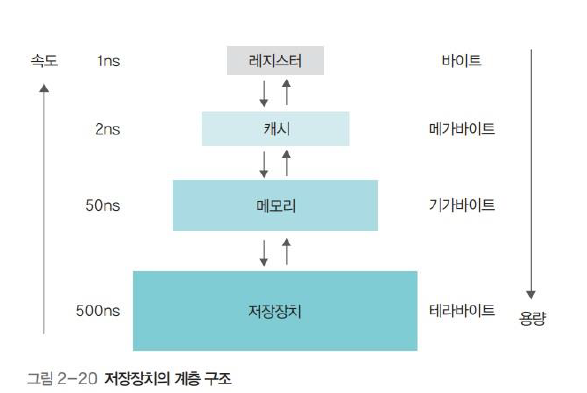 속도 1ns 레지스터 바이트
2ns 캐시 메가바이트
50ns 메모리 기가바이트
500ns 저장장치 테라바이트
용량
그림 2-20 저장장치의 계층 구조